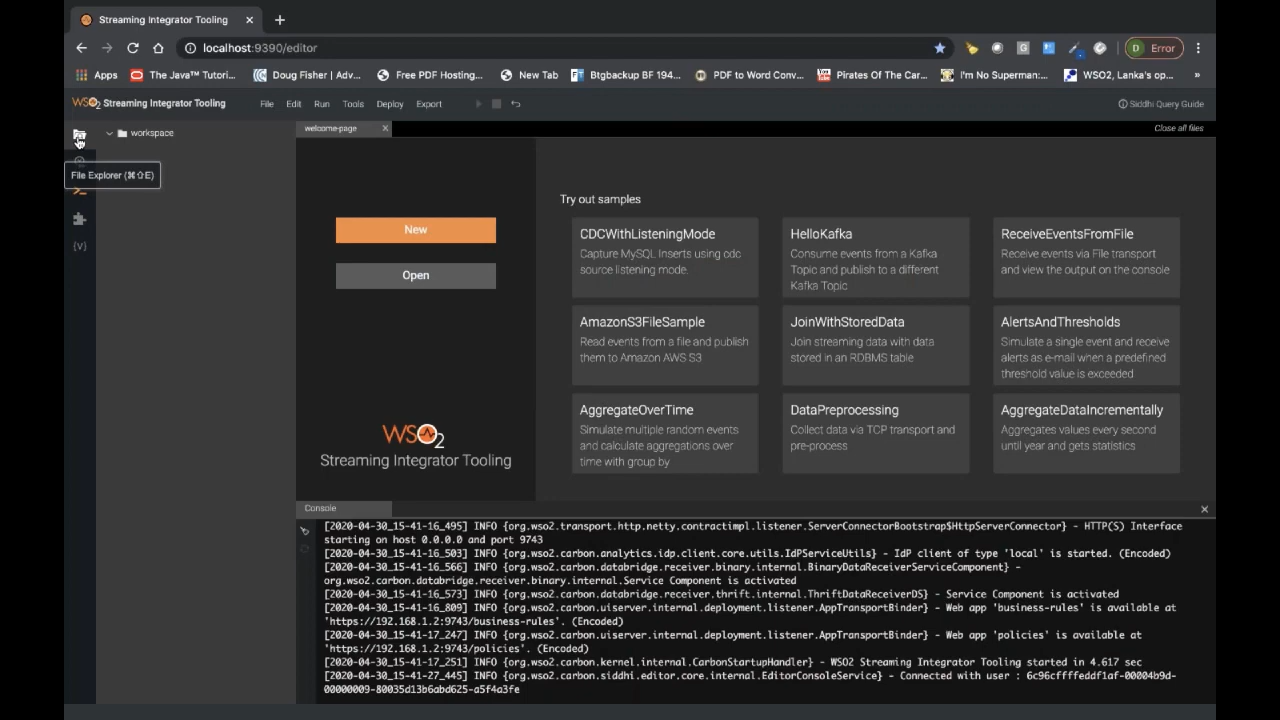 Streaming Integrator Tooling
localhost:9390/editor
D Error
Apps
The Java™ Tutori...
Doug Fisher | Adv...
Free PDF Hosting...
New Tab
Btgbackup BF 194...
PDF to Word Conv...
Pirates Of The Car...
I'm No Superman:...
WSO2, Lanka's op...
»
WSO2 Streaming Integrator Tooling
File Edit Run Tools Deploy Export
Siddhi Query Guide
workspace
File Explorer (⌘⇧E)
{V}
welcome-page
Close all files
New
Open
WSO2
Streaming Integrator Tooling
Try out samples
CDCWithListeningMode
Capture MySQL Inserts using cdc
source listening mode.
HelloKafka
Consume events from a Kafka
Topic and publish to a different
Kafka Topic
ReceiveEventsFromFile
Receive events via File transport
and view the output on the console
AmazonS3FileSample
Read events from a file and publish
them to Amazon AWS S3
JoinWithStoredData
Join streaming data with data
stored in an RDBMS table
AlertsAndThresholds
Simulate a single event and receive
alerts as e-mail when a predefined
threshold value is exceeded
AggregateOverTime
Simulate multiple random events
and calculate aggregations over
time with group by
DataPreprocessing
Collect data via TCP transport and
pre-process
AggregateDataIncrementally
Aggregates values every second
until year and gets statistics
Console
[2020-04-30_15-41-16_495] INFO {org.wso2.transport.http.netty.contractimpl.listener.ServerConnectorBootstrap$HttpServerConnector} - HTTP(S) Interface
starting on host 0.0.0.0 and port 9743
[2020-04-30_15-41-16_503] INFO {org.wso2.carbon.analytics.idp.client.core.utils.IdPServiceUtils} - IdP client of type 'local' is started. (Encoded)
[2020-04-30_15-41-16_566] INFO {org.wso2.carbon.databridge.receiver.binary.internal.BinaryDataReceiverServiceComponent} -
org.wso2.carbon.databridge.receiver.binary.internal.Service Component is activated
[2020-04-30_15-41-16_573] INFO {org.wso2.carbon.databridge.receiver.thrift.internal.ThriftDataReceiverDS} - Service Component is activated
[2020-04-30_15-41-16_809] INFO {org.wso2.carbon.uiserver.internal.deployment.listener.AppTransportBinder} - Web app 'business-rules' is available at
'https://192.168.1.2:9743/business-rules'. (Encoded)
[2020-04-30_15-41-17_247] INFO {org.wso2.carbon.uiserver.internal.deployment.listener.AppTransportBinder} - Web app 'policies' is available at
'https://192.168.1.2:9743/policies'. (Encoded)
[2020-04-30_15-41-17_251] INFO {org.wso2.carbon.kernel.internal.CarbonStartupHandler} - WSO2 Streaming Integrator Tooling started in 4.617 sec
[2020-04-30_15-41-27_445] INFO {org.wso2.carbon.siddhi.editor.core.internal.EditorConsoleService} - Connected with user : 6c96cffffeddf1af-00004b9d-
00000009-80035d13b6abd625-a5f4a3fe